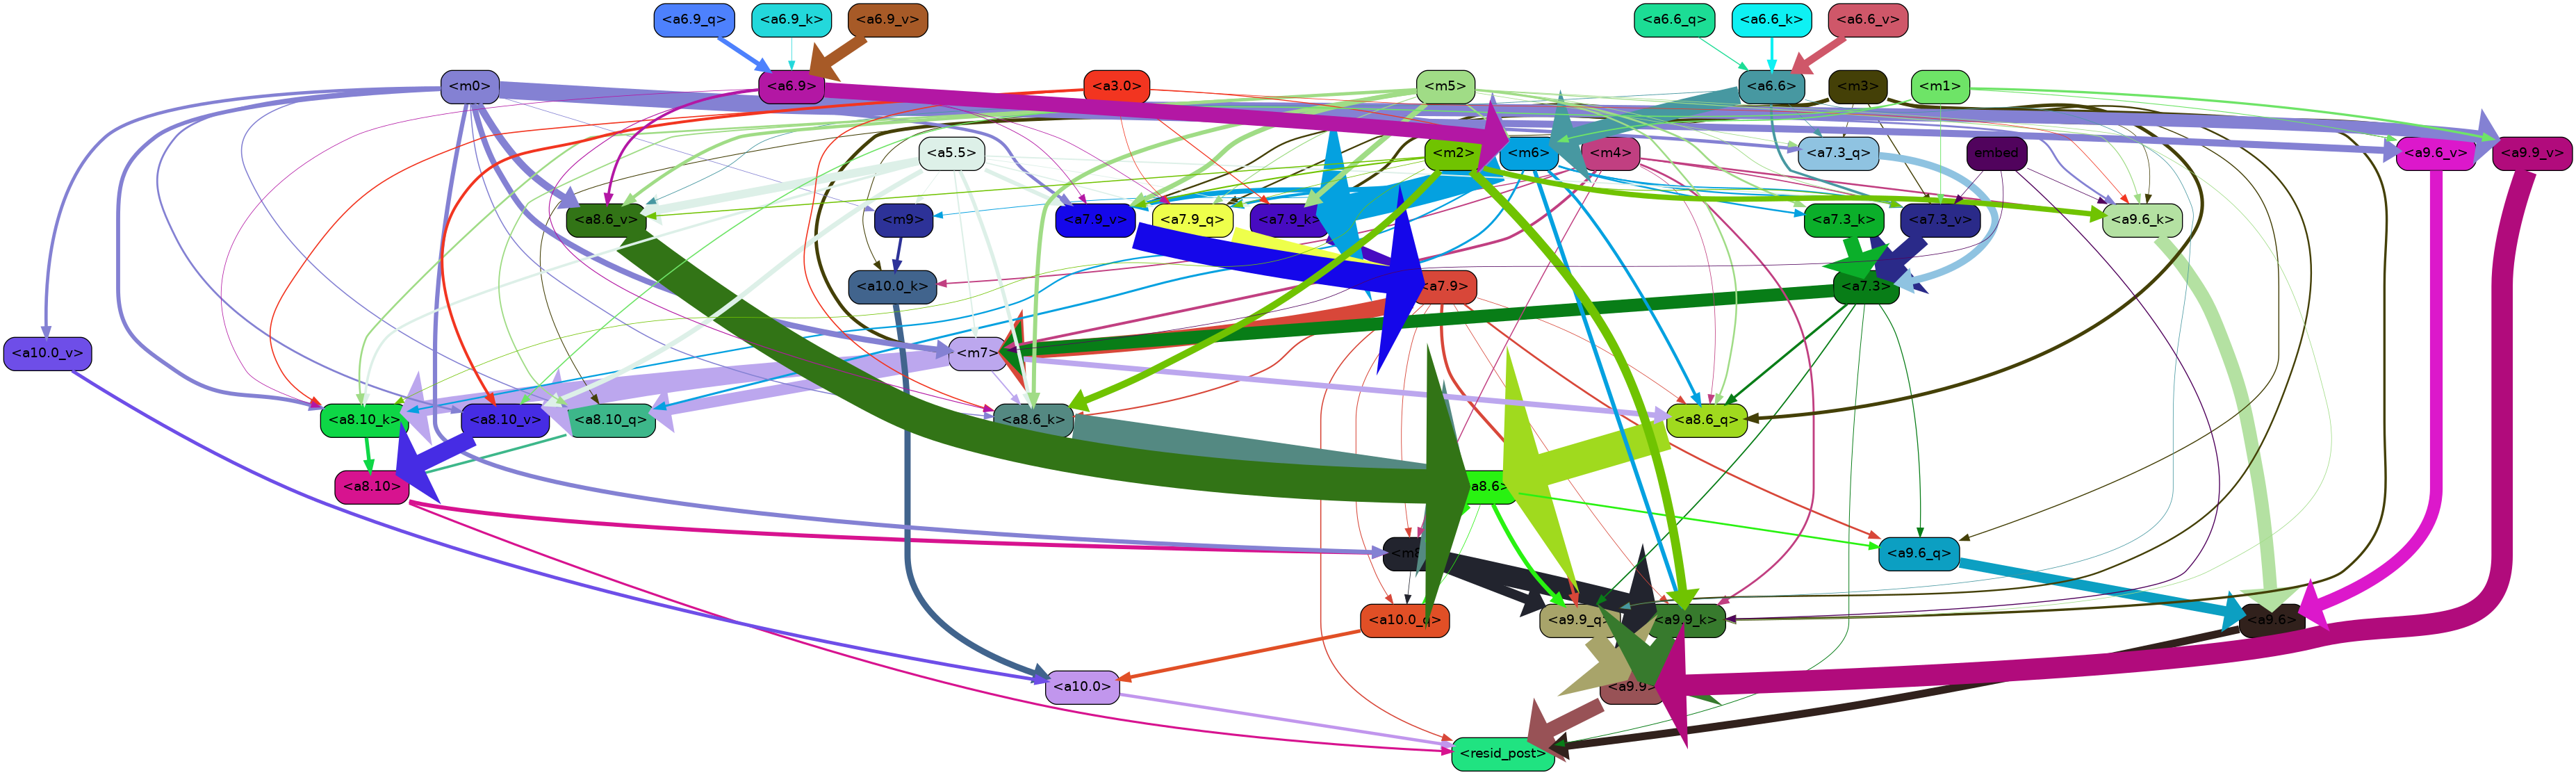 <a6.9_q> <a6.9_k> <a6.9_v> <a6.6_q> <a6.6_k> <a6.6_v>
<m0> <a6.9> <a3.0> <m5> <a6.6> <m3> <m1>
<a5.5> <m2> <m6> <m4> <a7.3_q> embed <a9.6_v> <a9.9_v>
<a8.6_v> <m9> <a7.9_v> <a7.9_q> <a7.9_k> <a7.3_k> <a7.3_v> <a9.6_k>
<a10.0_k> <a7.9> <a7.3>
<a10.0_v> <m7>
<a8.10_k> <a8.10_v> <a8.10_q> <a8.6_k> <a8.6_q>
<a8.10> a8.6>
<m8 <a9.6_q>
<a10.0_q> <a9.9_q> <a9.9_k> <a9.6>
<a10.0> <a9.9>
<resid_post>